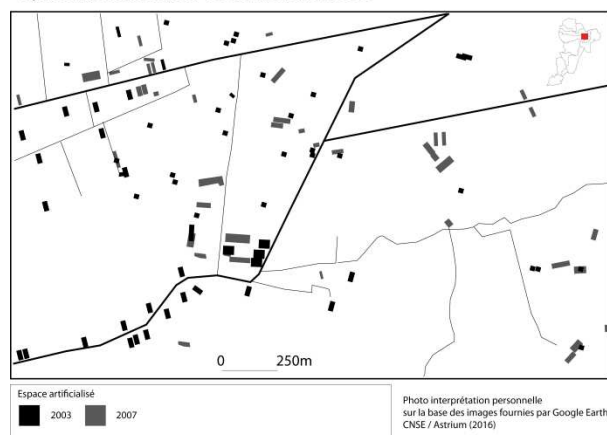 0 250m
Espace artificialisé
2003 2007
Photo interprétation personnelle
sur la base des images fournies par Google Earth
CNSE / Astrium (2016)